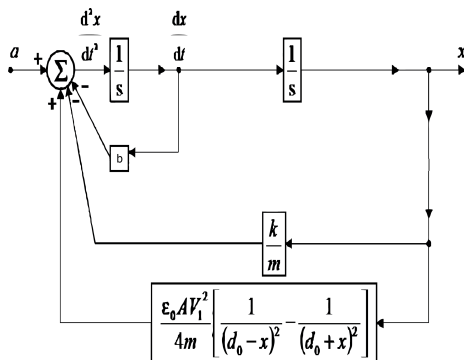 d²x/dt² dx/dt
a + Σ 1/s 1/s x
+ − −
b
k/m
ε₀AV₁²/4m [1/(d₀−x)² − 1/(d₀+x)²]